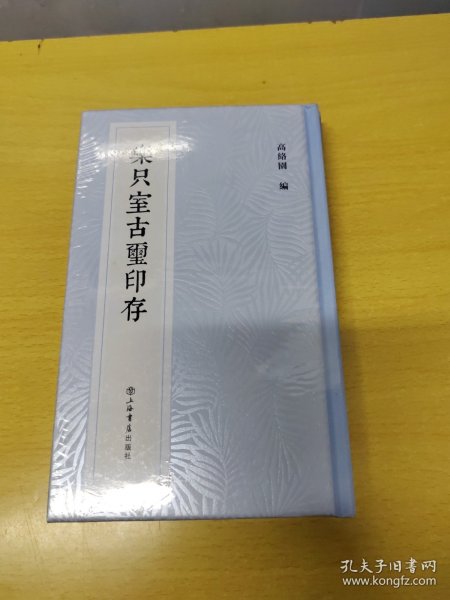 樂只室古璽印存
高絡園 編
上海書店出版社
孔夫子旧书网
www.kongfz.com